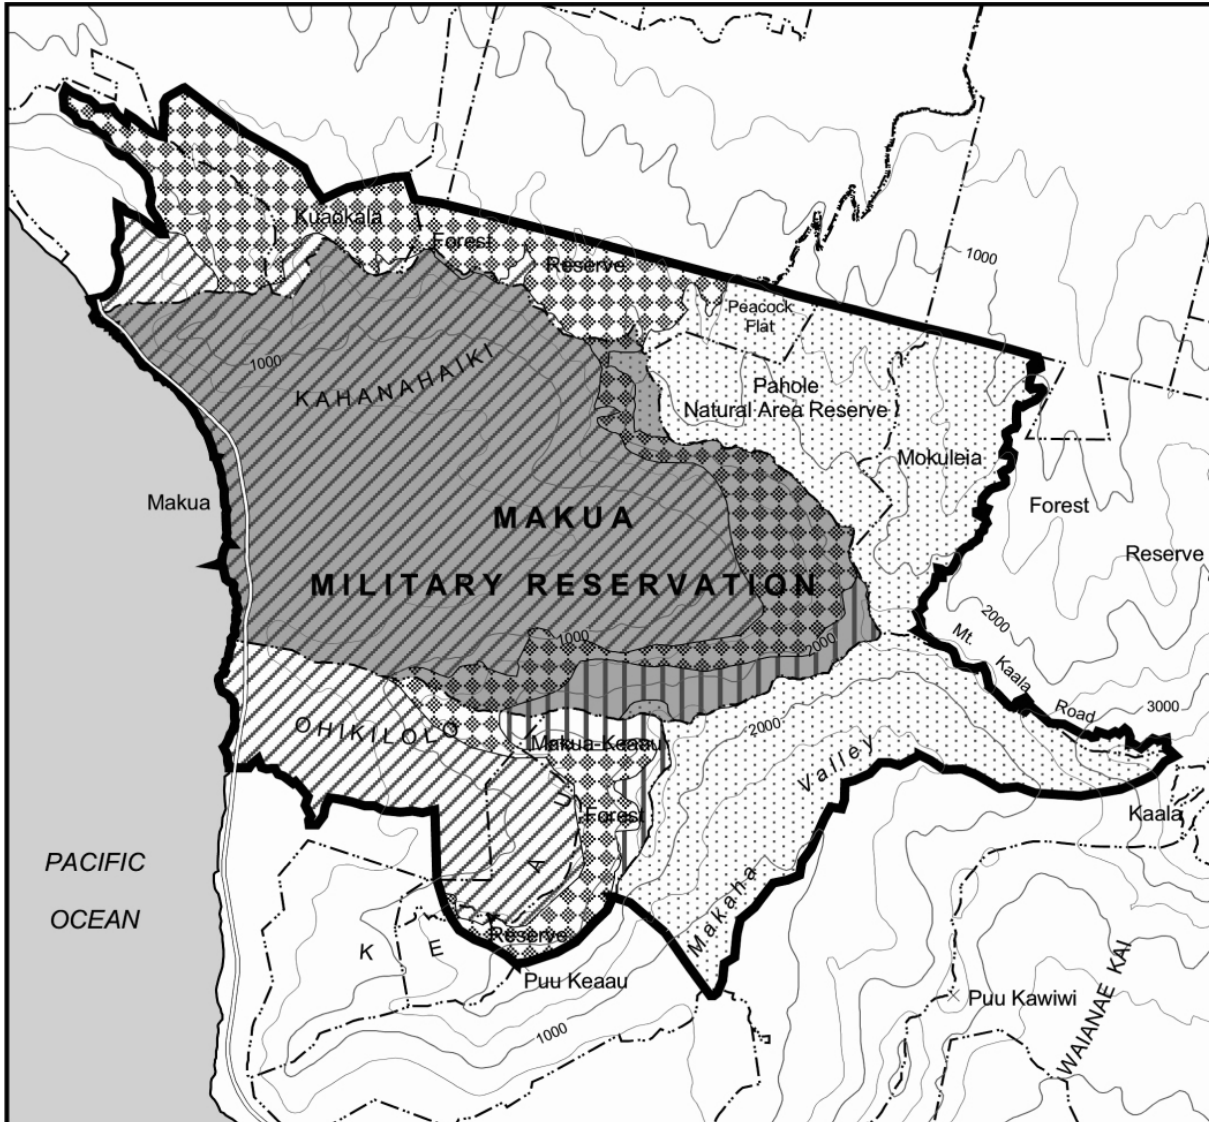 Kuaokala
Forest
Reserve
1000
Peacock
Flat
1000
KAHANAHAIKI
Pahole
Natural Area Reserve
Mokuleia
Makua
MAKUA
Forest
Reserve
MILITARY RESERVATION
2000
1000
2000
Mt.
Kaala
Road
3000
OHIKILOLO
Makua-Keaau
2000
Valley
Forest
Kaala
PACIFIC
OCEAN
Makaha
K
E
A
U
Reserve
Puu Keaau
Puu Kawiwi
WAIANAE KAI
1000